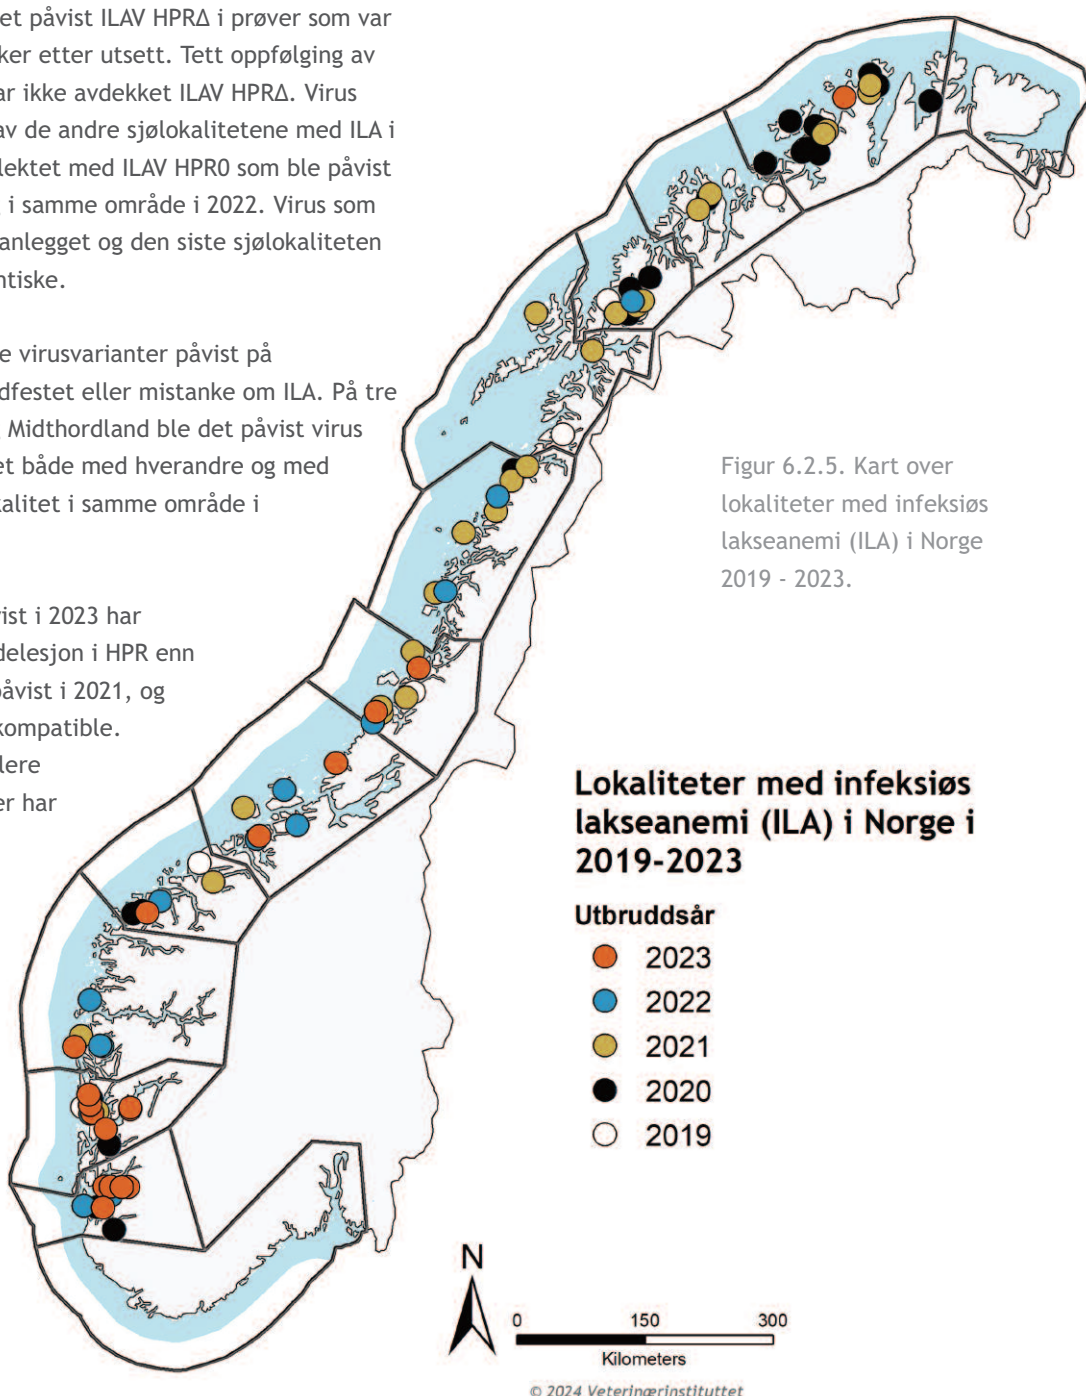 et påvist ILAV HPRΔ i prøver som var
ker etter utsett. Tett oppfølging av
ar ikke avdekket ILAV HPRΔ. Virus
av de andre sjølokalitetene med ILA i
lektet med ILAV HPR0 som ble påvist
i samme område i 2022. Virus som
anlegget og den siste sjølokaliteten
ntiske.
e virusvarianter påvist på
dfestet eller mistanke om ILA. På tre
Midthordland ble det påvist virus
et både med hverandre og med
kalitet i samme område i
vist i 2023 har
delesjon i HPR enn
påvist i 2021, og
kompatible.
lere
er har
Figur 6.2.5. Kart over
lokaliteter med infeksiøs
lakseanemi (ILA) i Norge
2019 - 2023.
Lokaliteter med infeksiøs
lakseanemi (ILA) i Norge i
2019-2023
Utbruddsår
2023
2022
2021
2020
2019
N
0 150 300
Kilometers
© 2024 Veterinærinstituttet